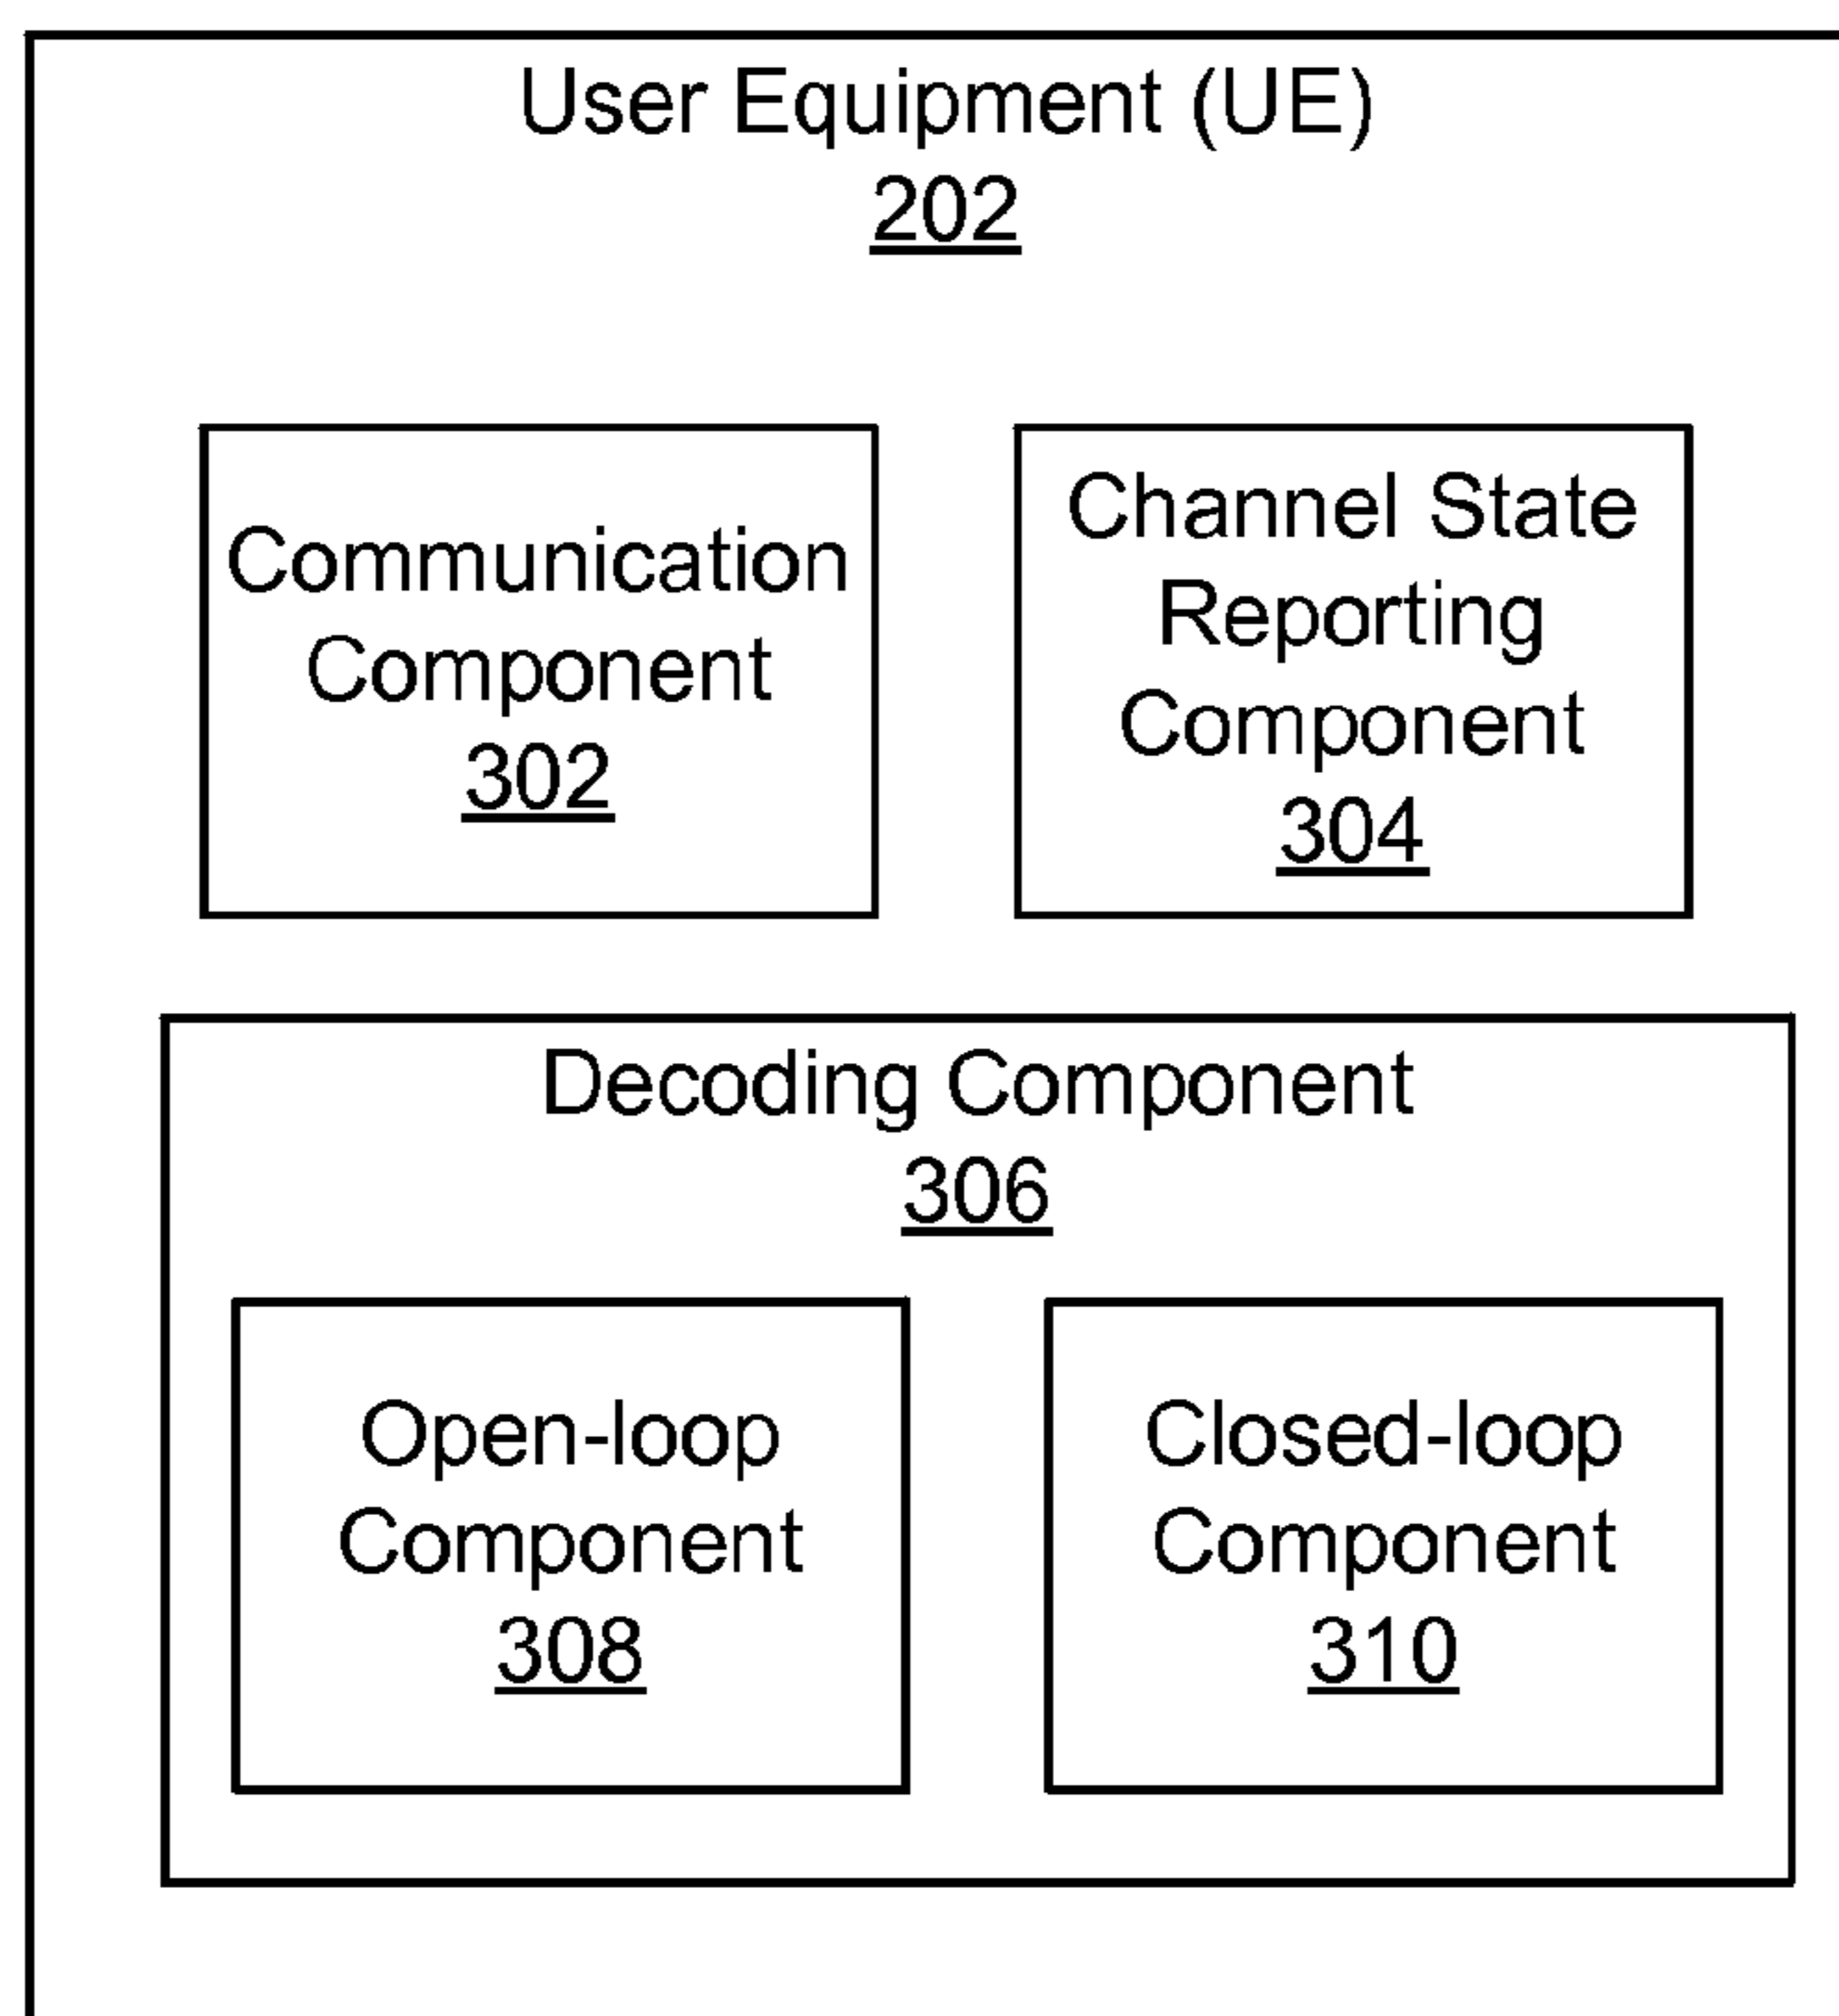 User Equipment (UE)
202
Communication
Component
302
Channel State
Reporting
Component
304
Decoding Component
306
Open-loop
Component
308
Closed-loop
Component
310